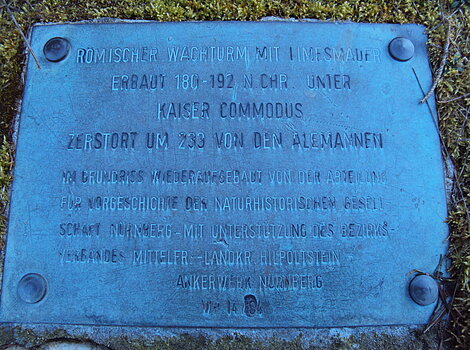 RÖMISCHER WACHTURM MIT LIMESMAUER
ERBAUT 180-192 N.CHR. UNTER
KAISER COMMODUS
ZERSTÖRT UM 233 VON DEN ALEMANNEN
IM GRUNDRISS WIEDERAUFGEBAUT VON DER ABTEILUNG
FÜR VORGESCHICHTE DER NATURHISTORISCHEN GESELL-
SCHAFT NÜRNBERG - MIT UNTERSTÜTZUNG DES BEZIRKS-
VERBANDES MITTELFR. - LANDKR. HILPOLTSTEIN
ANKERWERK NÜRNBERG